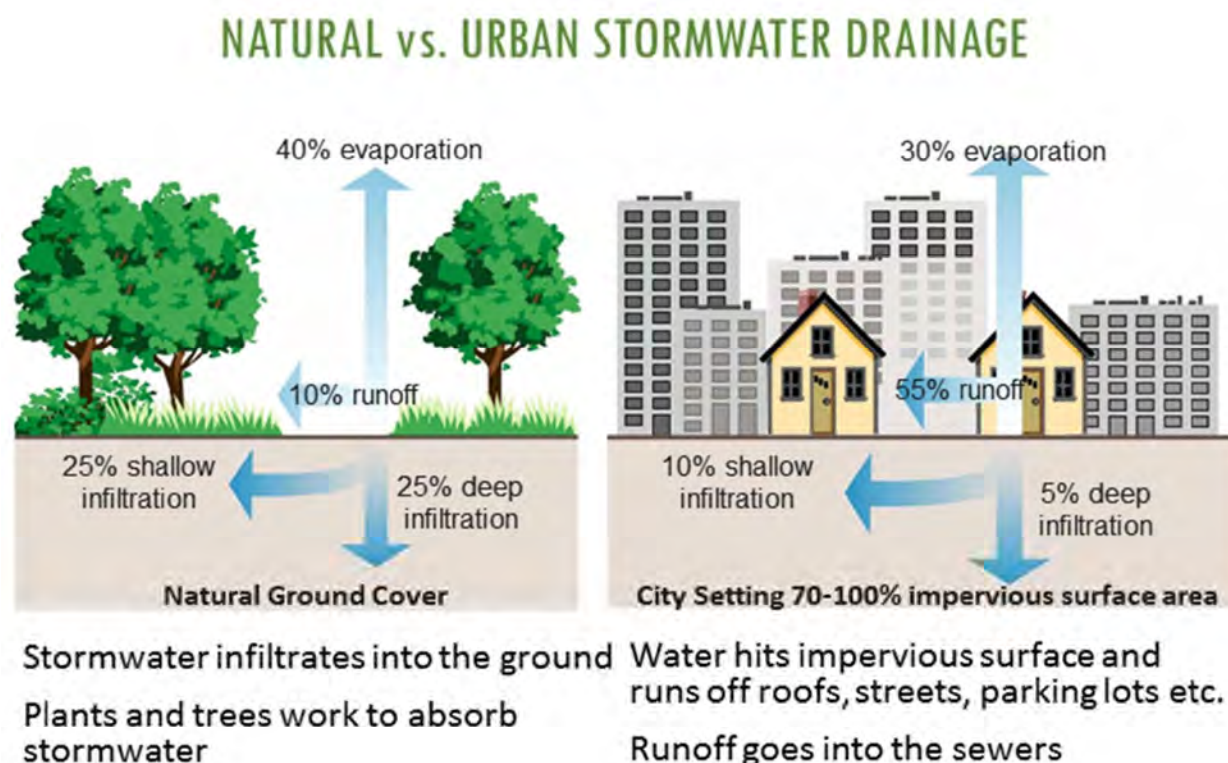 NATURAL vs. URBAN STORMWATER DRAINAGE
40% evaporation
10% runoff
25% shallow
infiltration
25% deep
infiltration
Natural Ground Cover
Stormwater infiltrates into the ground
Plants and trees work to absorb
stormwater
30% evaporation
55% runoff
10% shallow
infiltration
5% deep
infiltration
City Setting 70-100% impervious surface area
Water hits impervious surface and
runs off roofs, streets, parking lots etc.
Runoff goes into the sewers